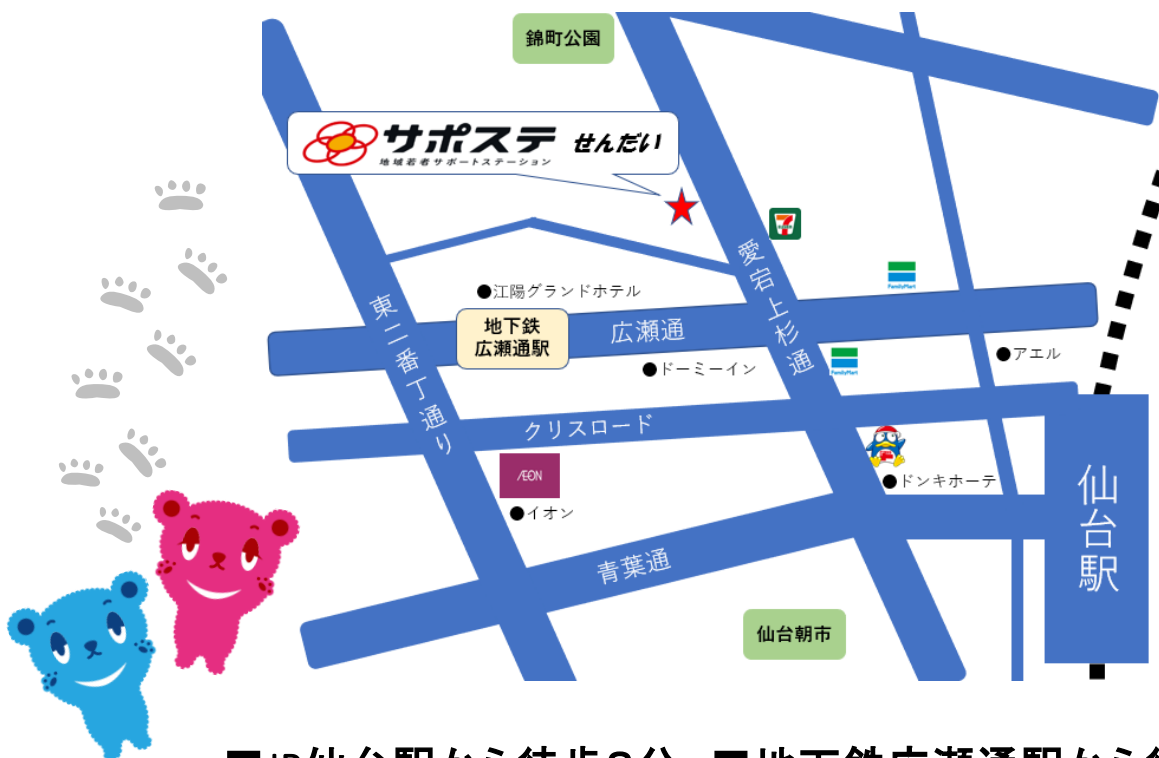 錦町公園
サポステ せんだい
地域若者サポートステーション
愛宕上杉通
FamilyMart
●江陽グランドホテル
東二番丁通り
地下鉄
広瀬通駅
広瀬通
●ドーミーイン
FamilyMart
●アエル
クリスロード
ÆON
●イオン
●ドンキホーテ
仙台駅
青葉通
仙台朝市